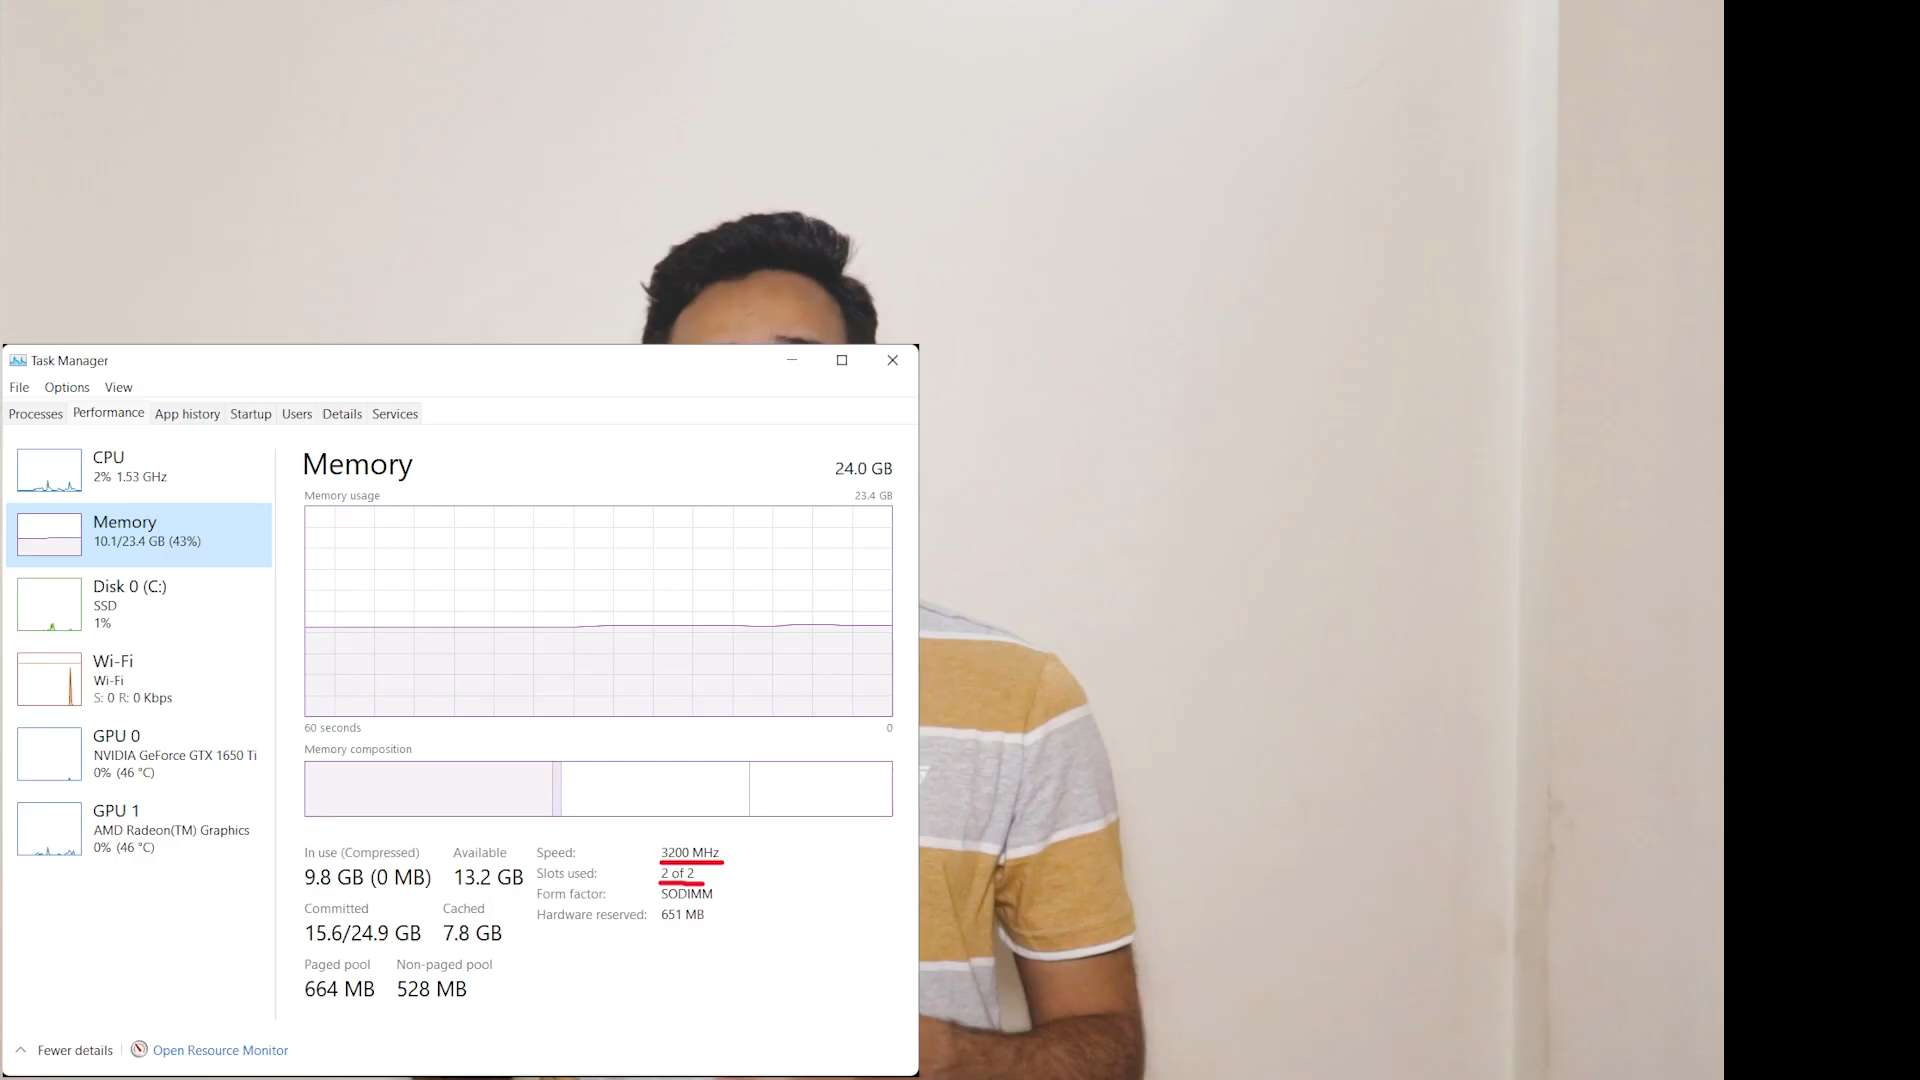 Task Manager
File Options View
Processes Performance App history Startup Users Details Services
CPU
2% 1.53 GHz
Memory
10.1/23.4 GB (43%)
Disk 0 (C:)
SSD
1%
Wi-Fi
Wi-Fi
S: 0 R: 0 Kbps
GPU 0
NVIDIA GeForce GTX 1650 Ti
0% (46 °C)
GPU 1
AMD Radeon(TM) Graphics
0% (46 °C)
Memory 24.0 GB
Memory usage 23.4 GB
60 seconds 0
Memory composition
In use (Compressed) Available
9.8 GB (0 MB) 13.2 GB
Committed Cached
15.6/24.9 GB 7.8 GB
Paged pool Non-paged pool
664 MB 528 MB
Speed: 3200 MHz
Slots used: 2 of 2
Form factor: SODIMM
Hardware reserved: 651 MB
Fewer details Open Resource Monitor